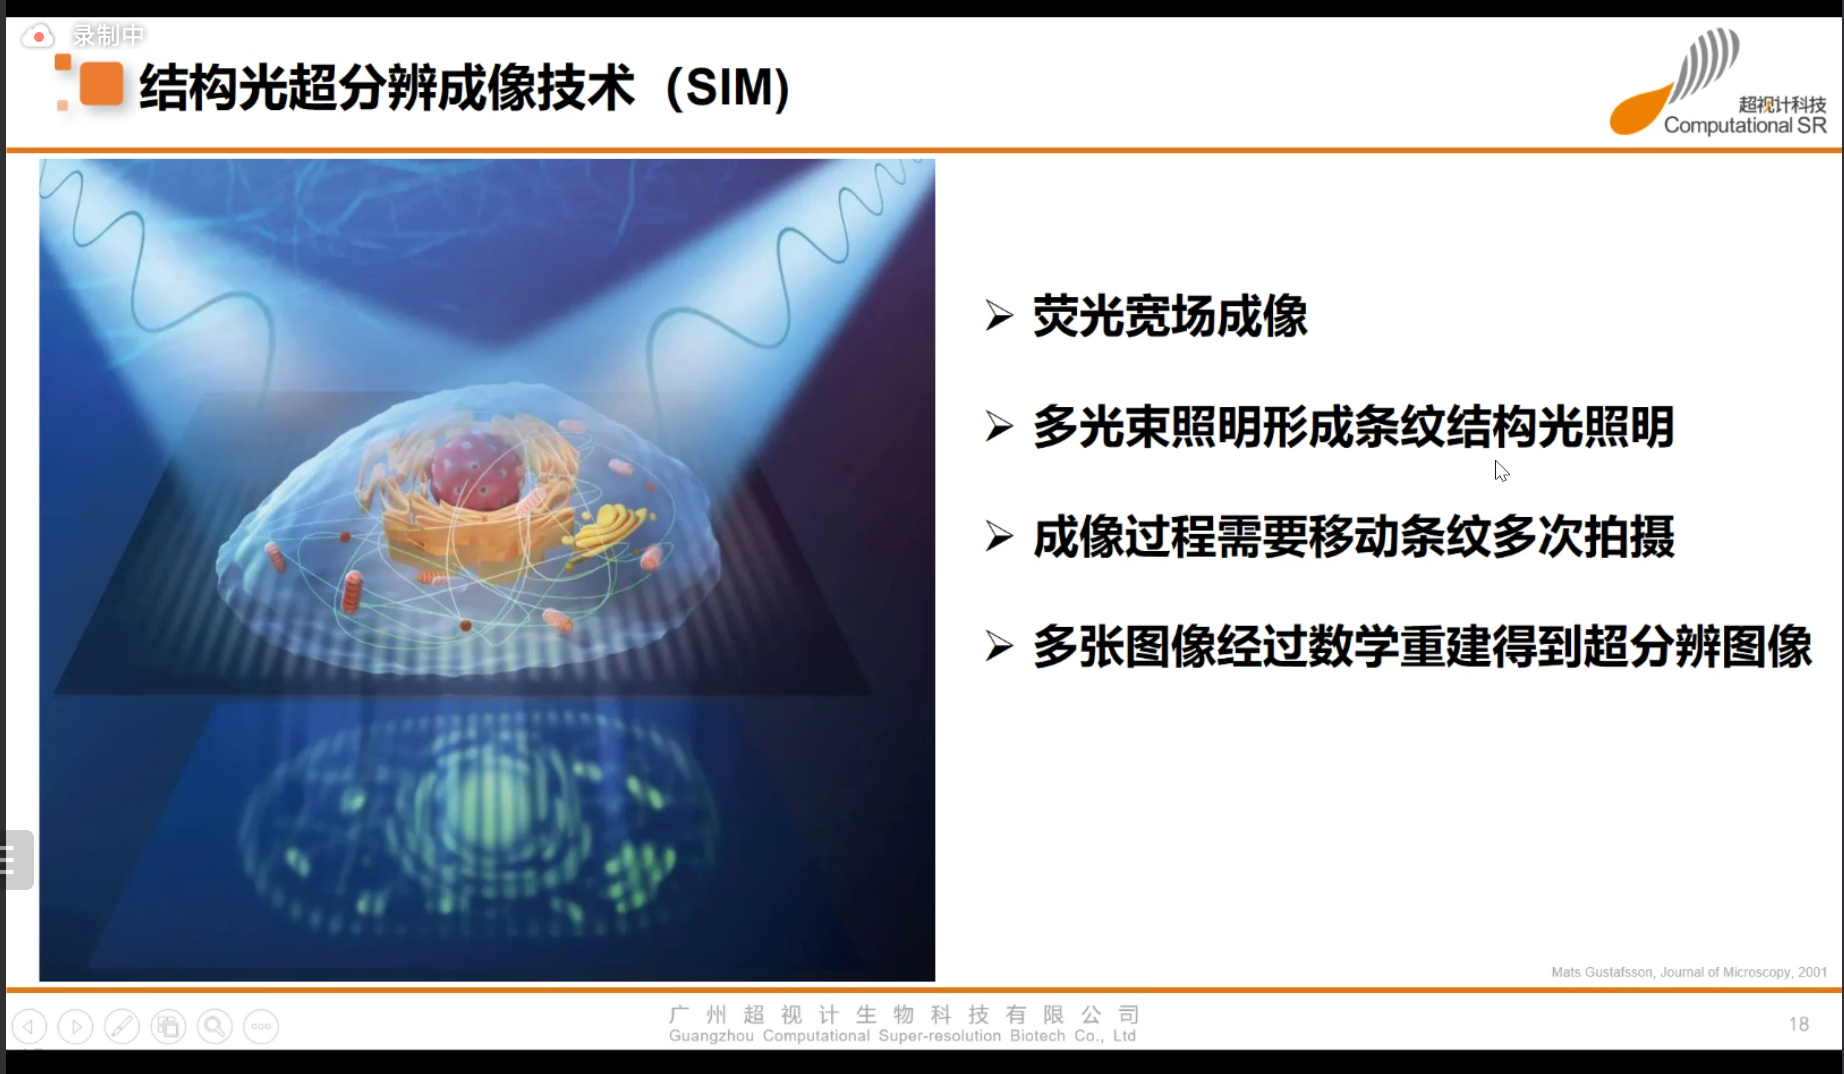 录制中
结构光超分辨成像技术（SIM）
超视计科技
Computational SR
荧光宽场成像
多光束照明形成条纹结构光照明
成像过程需要移动条纹多次拍摄
多张图像经过数学重建得到超分辨图像
Mats Gustafsson, Journal of Microscopy, 2001
广州超视计生物科技有限公司
Guangzhou Computational Super-resolution Biotech Co., Ltd
18